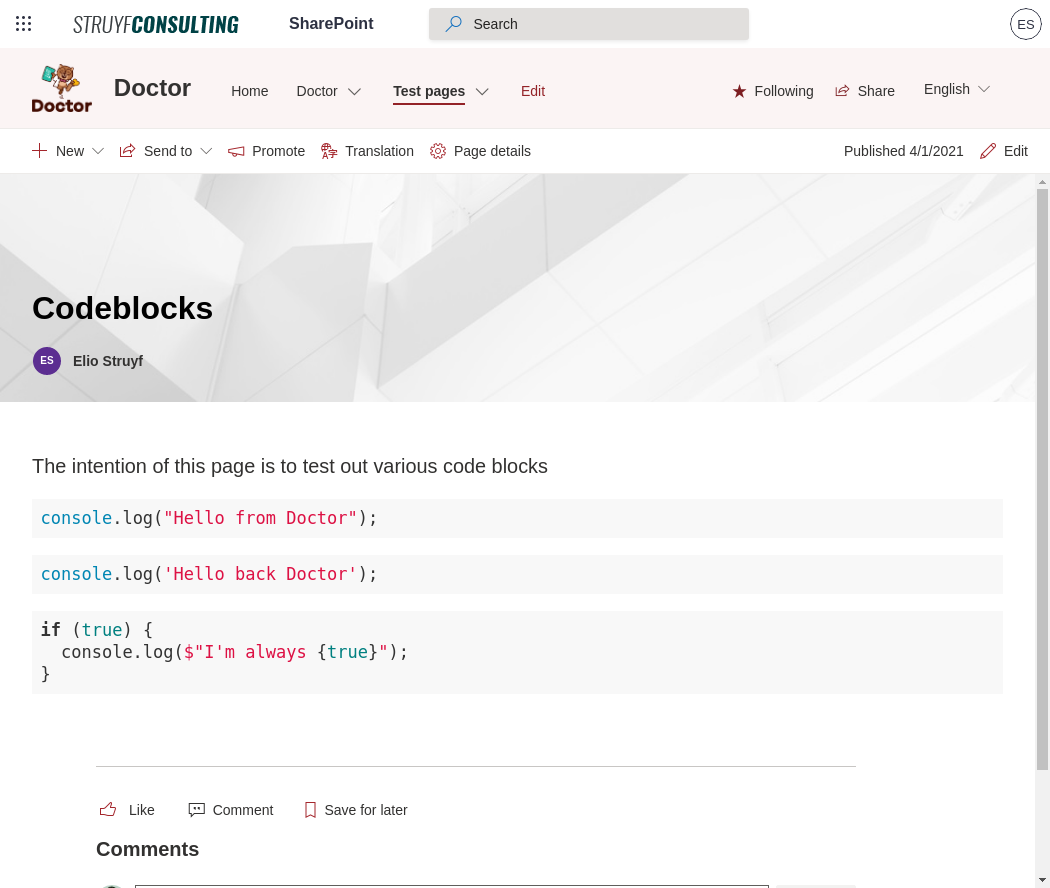 STRUYFCONSULTING SharePoint Search ES
Doctor Doctor Home Doctor Test pages Edit Following Share English
New Send to Promote Translation Page details Published 4/1/2021 Edit
Codeblocks
ES Elio Struyf
The intention of this page is to test out various code blocks
console.log("Hello from Doctor");
console.log('Hello back Doctor');
if (true) {
  console.log($"I'm always {true}");
}
Like Comment Save for later
Comments